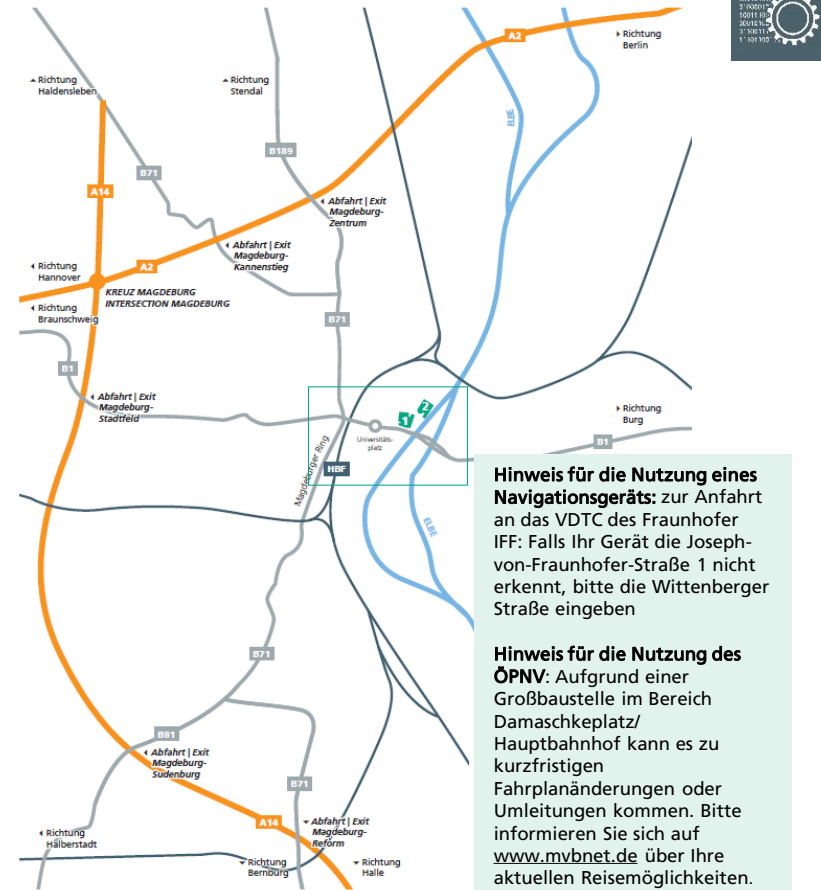 A2
▸ Richtung
Berlin
▴ Richtung
Haldensleben
▴ Richtung
Stendal
ELBE
B189
B71
A14
◂ Abfahrt | Exit
Magdeburg-
Zentrum
◂ Abfahrt | Exit
Magdeburg-
Kannenstieg
◂ Richtung
Hannover
A2
KREUZ MAGDEBURG
INTERSECTION MAGDEBURG
◂ Richtung
Braunschweig
B71
B1
◂ Abfahrt | Exit
Magdeburg-
Stadtfeld
1
2
▸ Richtung
Burg
Universitäts-
platz
B1
Magdeburger Ring
HBF
ELBE
Hinweis für die Nutzung eines
Navigationsgeräts: zur Anfahrt
an das VDTC des Fraunhofer
IFF: Falls Ihr Gerät die Joseph-
von-Fraunhofer-Straße 1 nicht
erkennt, bitte die Wittenberger
Straße eingeben
Hinweis für die Nutzung des
ÖPNV: Aufgrund einer
Großbaustelle im Bereich
Damaschkeplatz/
Hauptbahnhof kann es zu
kurzfristigen
Fahrplanänderungen oder
Umleitungen kommen. Bitte
informieren Sie sich auf
www.mvbnet.de über Ihre
aktuellen Reisemöglichkeiten.
B71
B81
◂ Abfahrt | Exit
Magdeburg-
Sudenburg
B71
A14
▾ Abfahrt | Exit
Magdeburg-
Reform
◂ Richtung
Halberstadt
▾ Richtung
Bernburg
▾ Richtung
Halle